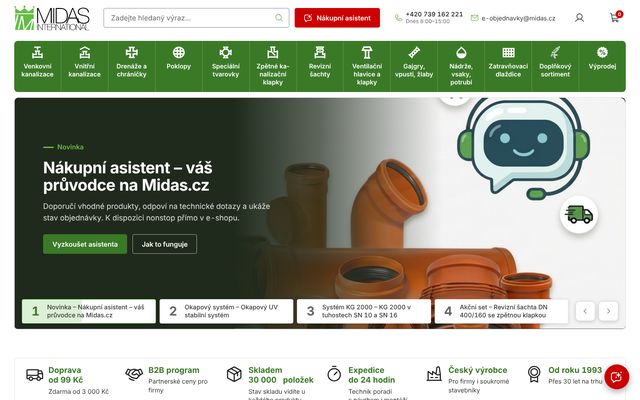 MIDAS
INTERNATIONAL
Zadejte hledaný výraz...
Nákupní asistent
+420 739 162 221
Dnes 8:00–15:00
e-objednavky@midas.cz
0
Venkovní kanalizace
Vnitřní kanalizace
Drenáže a chráničky
Poklopy
Speciální tvarovky
Zpětné ka-
nalizační
klapky
Revizní šachty
Ventilační hlavice a klapky
Gajgry, vpusti, žlaby
Nádrže, vsaky, potrubí
Zatravňovací dlaždice
Doplňkový sortiment
Výprodej
Novinka
Nákupní asistent – váš
průvodce na Midas.cz
Doporučí vhodné produkty, odpoví na technické dotazy a ukáže
stav objednávky. K dispozici nonstop přímo v e-shopu.
Vyzkoušet asistenta
Jak to funguje
1
Novinka – Nákupní asistent – váš
průvodce na Midas.cz
2
Okapový systém – Okapový UV
stabilní systém
3
Systém KG 2000 – KG 2000 v
tuhostech SN 10 a SN 16
4
Akční set – Revizní šachta DN
400/160 se zpětnou klapkou
Doprava
od 99 Kč
Zdarma od 3 000 Kč
B2B program
Partnerské ceny pro
firmy
Skladem
30 000 položek
Stav skladu vidíte u
Expedice
do 24 hodin
Technik poradí
Český výrobce
Pro firmy i soukromé
stavebníky
Od roku 1993
Přes 30 let na trhu